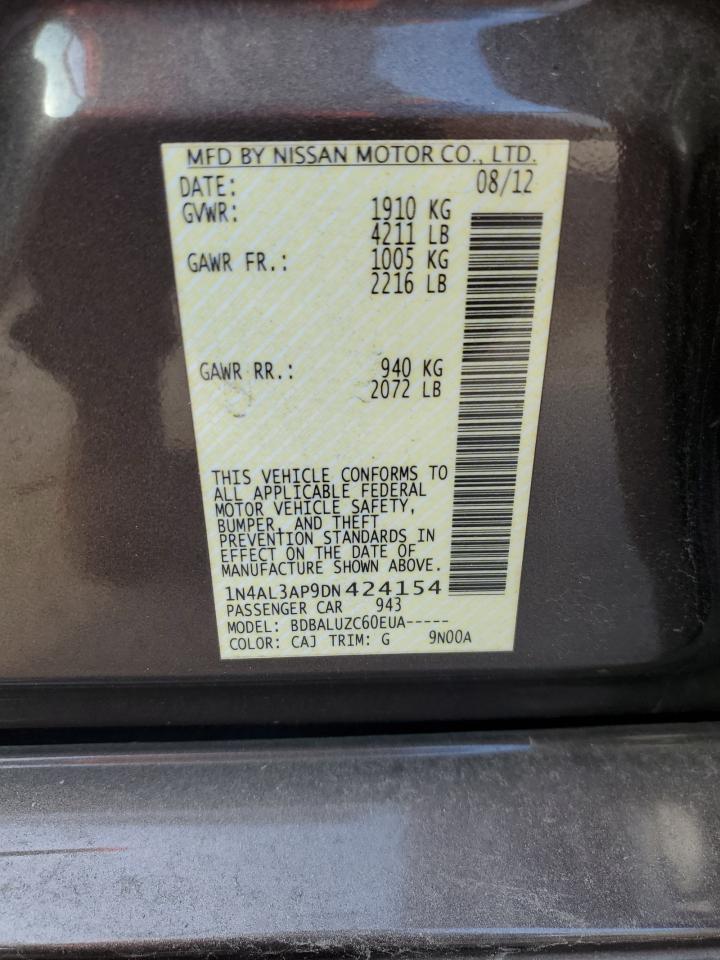 MFD BY NISSAN MOTOR CO., LTD.
DATE: 08/12
GVWR: 1910 KG
4211 LB
GAWR FR.: 1005 KG
2216 LB
GAWR RR.: 940 KG
2072 LB
THIS VEHICLE CONFORMS TO
ALL APPLICABLE FEDERAL
MOTOR VEHICLE SAFETY,
BUMPER, AND THEFT
PREVENTION STANDARDS IN
EFFECT ON THE DATE OF
MANUFACTURE SHOWN ABOVE.
1N4AL3AP9DN424154
PASSENGER CAR 943
MODEL: BDBALUZC60EUA-----
COLOR: CAJ TRIM: G 9N00A